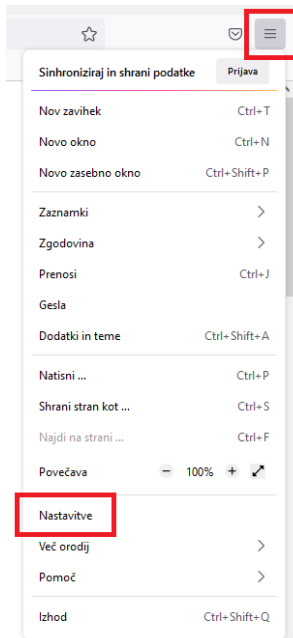 Sinhroniziraj in shrani podatke Prijava
Nov zavihek Ctrl+T
Novo okno Ctrl+N
Novo zasebno okno Ctrl+Shift+P
Zaznamki
Zgodovina
Prenosi Ctrl+J
Gesla
Dodatki in teme Ctrl+Shift+A
Natisni ... Ctrl+P
Shrani stran kot ... Ctrl+S
Najdi na strani ... Ctrl+F
Povečava − 100% +
Nastavitve
Več orodij
Pomoč
Izhod Ctrl+Shift+Q